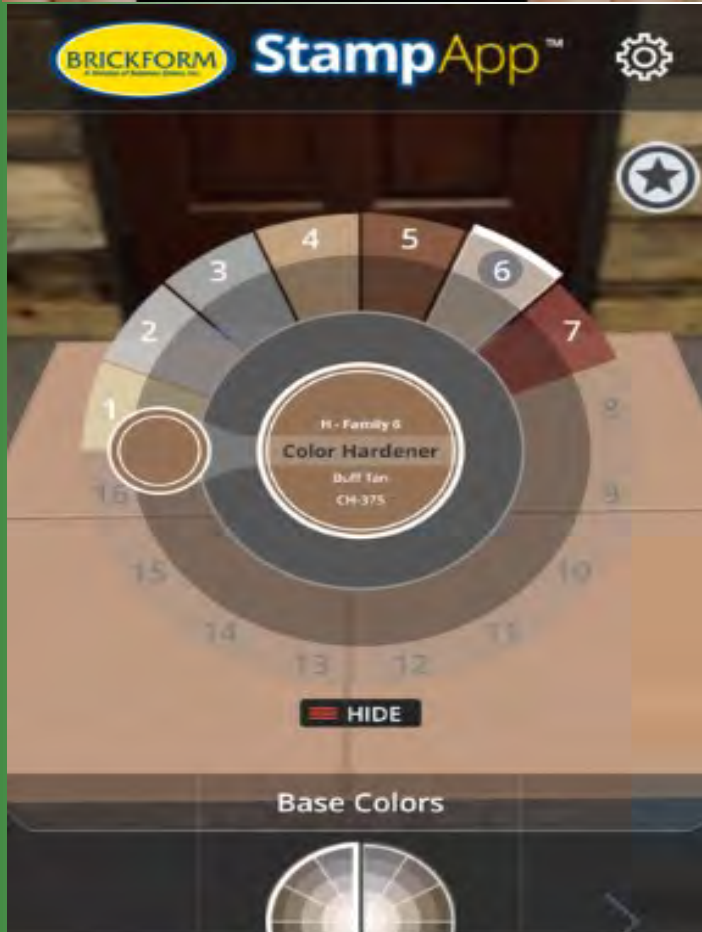 BRICKFORM
StampApp™
4
5
3
6
2
7
1
8
H - Family 6
Color Hardener
Buff Tan
CH-375
16
9
15
10
14
11
13
12
HIDE
Base Colors